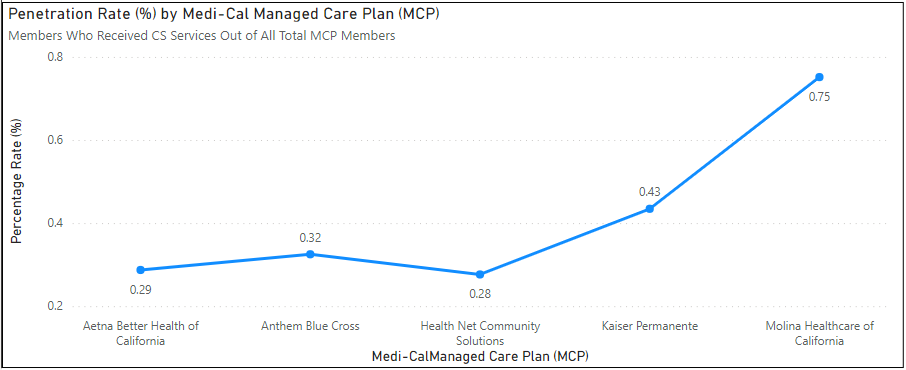 Penetration Rate (%) by Medi-Cal Managed Care Plan (MCP)
Members Who Received CS Services Out of All Total MCP Members
Percentage Rate (%)
0.8
0.6
0.4
0.2
0.29
0.32
0.28
0.43
0.75
Aetna Better Health of
California
Anthem Blue Cross
Health Net Community
Solutions
Kaiser Permanente
Molina Healthcare of
California
Medi-CalManaged Care Plan (MCP)